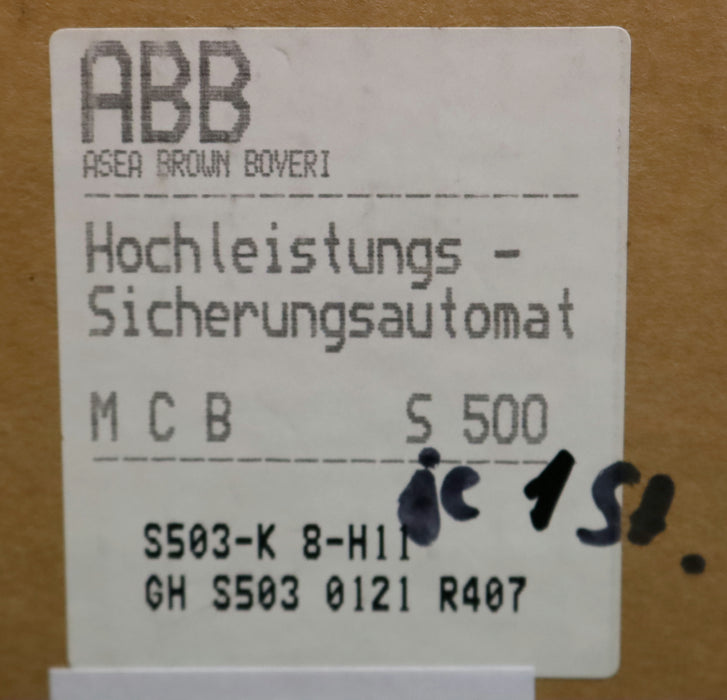 ABB
ASEA BROWN BOVERI
Hochleistungs -
Sicherungsautomat
M C B S 500
je 1 St.
S503-K 8-H11
GH S503 0121 R407